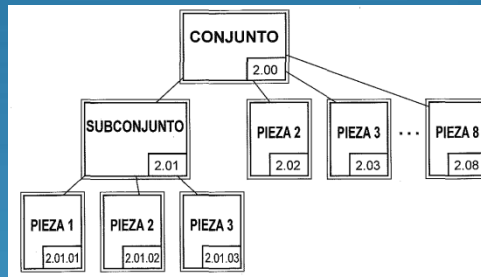 CONJUNTO
2.00
SUBCONJUNTO
2.01
PIEZA 2
2.02
PIEZA 3
2.03
...
PIEZA 8
2.08
PIEZA 1
2.01.01
PIEZA 2
2.01.02
PIEZA 3
2.01.03